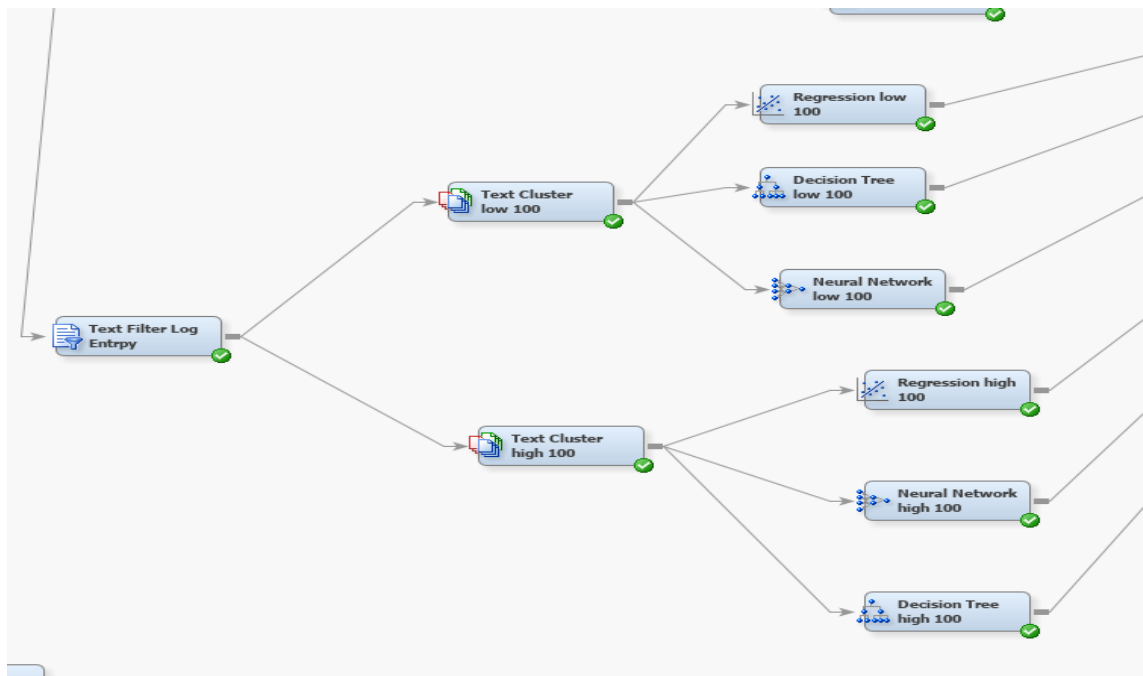 Regression low
100
Decision Tree
low 100
Text Cluster
low 100
Neural Network
low 100
Text Filter Log
Entrpy
Regression high
100
Text Cluster
high 100
Neural Network
high 100
Decision Tree
high 100